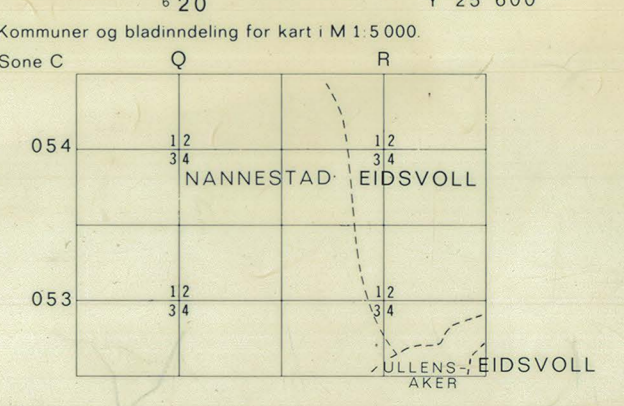 6 20 Y 25 600
Kommuner og bladinndeling for kart i M 1:5 000.
Sone C Q R
054 1 2 1 2
3 4 3 4
NANNESTAD EIDSVOLL
053 1 2 1 2
3 4 3 4
ULLENS- EIDSVOLL
AKER